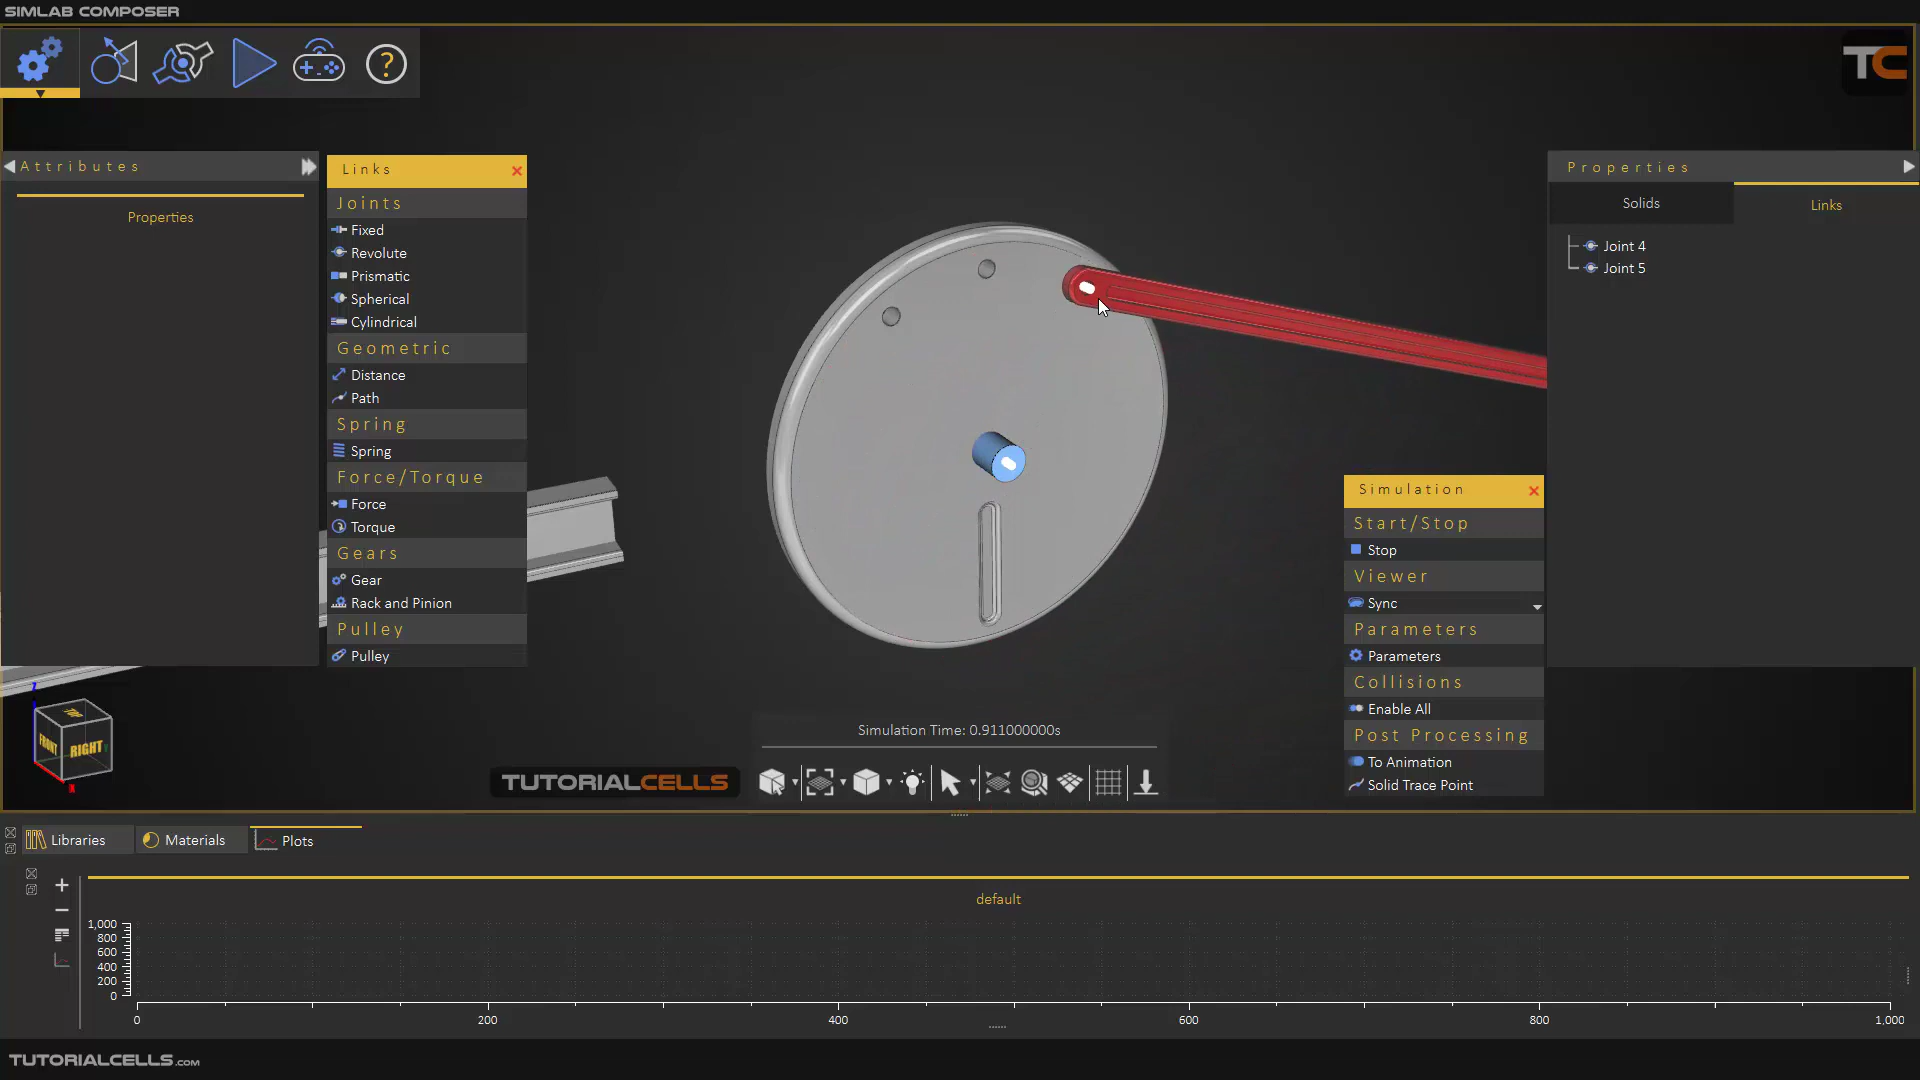 SIMLAB COMPOSER
TC
Attributes
Properties
Links
Joints
Fixed
Revolute
Prismatic
Spherical
Cylindrical
Geometric
Distance
Path
Spring
Spring
Force/Torque
Force
Torque
Gears
Gear
Rack and Pinion
Pulley
Pulley
Properties
Solids
Links
Joint 4
Joint 5
Simulation
Start/Stop
Stop
Viewer
Sync
Parameters
Parameters
Collisions
Enable All
Post Processing
To Animation
Solid Trace Point
Z
TOP
FRONT
RIGHT
X
Simulation Time: 0.911000000s
TUTORIALCELLS
Libraries
Materials
Plots
default
1,000
800
600
400
200
0
0 200 400 600 800 1,000
TUTORIALCELLS.COM